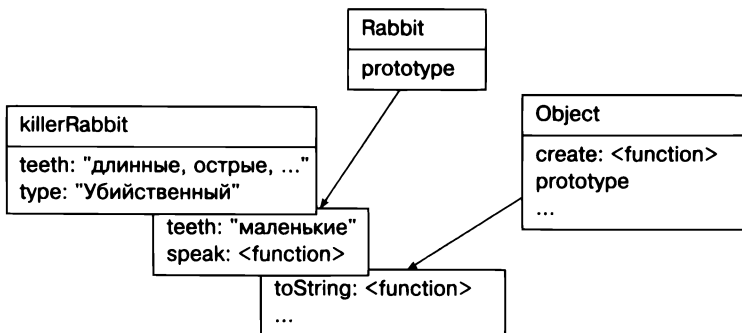 Rabbit
prototype
killerRabbit
teeth: "длинные, острые, ..."
type: "Убийственный"
Object
create: <function>
prototype
...
teeth: "маленькие"
speak: <function>
toString: <function>
...